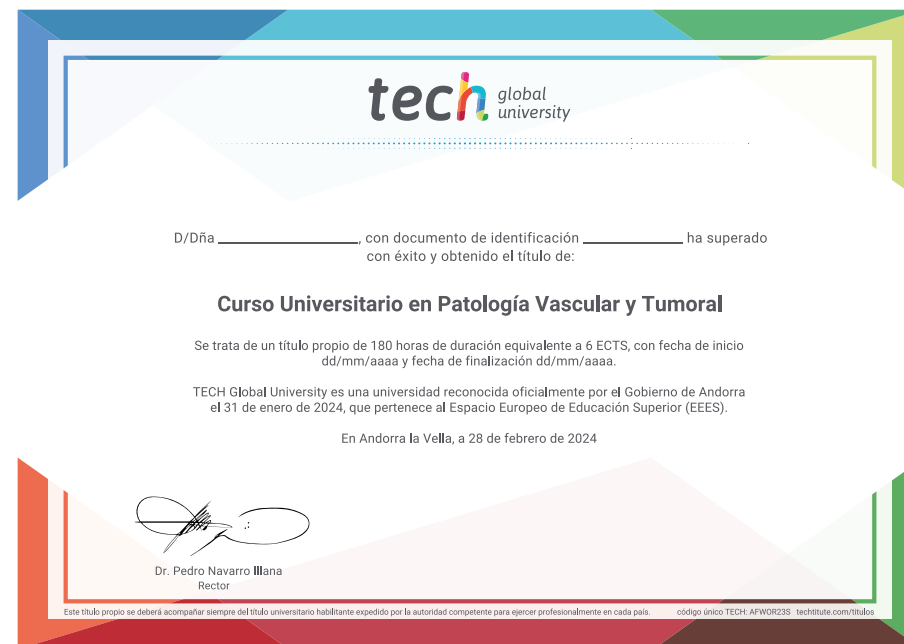 tech global university
D/Dña ____________________, con documento de identificación ______________ ha superado
con éxito y obtenido el título de:
Curso Universitario en Patología Vascular y Tumoral
Se trata de un título propio de 180 horas de duración equivalente a 6 ECTS, con fecha de inicio
dd/mm/aaaa y fecha de finalización dd/mm/aaaa.
TECH Global University es una universidad reconocida oficialmente por el Gobierno de Andorra
el 31 de enero de 2024, que pertenece al Espacio Europeo de Educación Superior (EEES).
En Andorra la Vella, a 28 de febrero de 2024
Dr. Pedro Navarro Illana
Rector
Este título propio se deberá acompañar siempre del título universitario habilitante expedido por la autoridad competente para ejercer profesionalmente en cada país. código único TECH: AFWOR23S techtitute.com/titulos